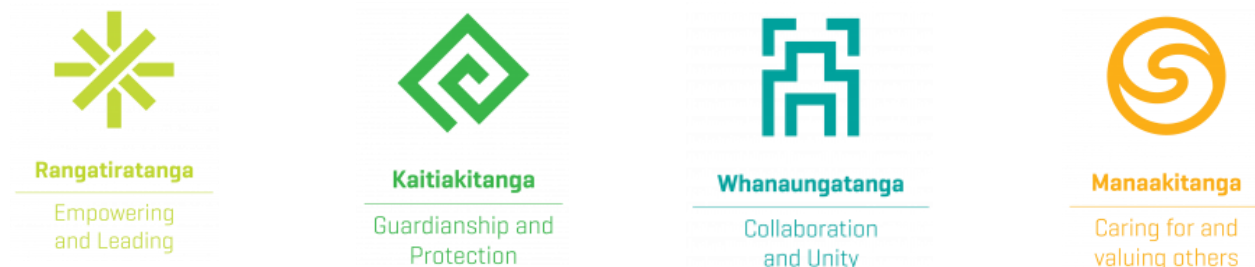 Rangatiratanga
Empowering
and Leading
Kaitiakitanga
Guardianship and
Protection
Whanaungatanga
Collaboration
and Unity
Manaakitanga
Caring for and
valuing others